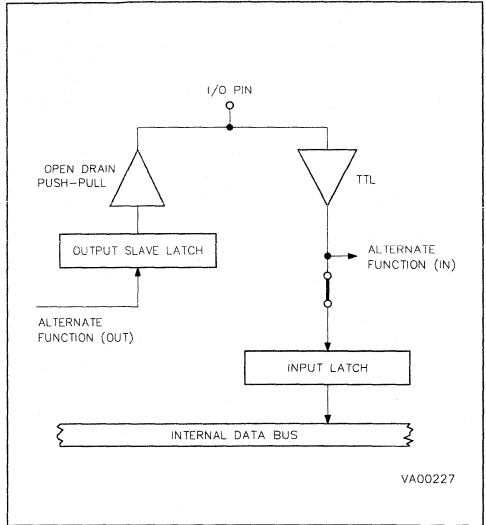 I/O PIN
OPEN DRAIN
PUSH-PULL
TTL
OUTPUT SLAVE LATCH
ALTERNATE
FUNCTION (IN)
ALTERNATE
FUNCTION (OUT)
INPUT LATCH
INTERNAL DATA BUS
VA00227